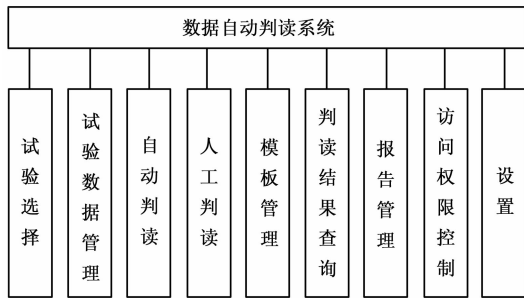 数据自动判读系统
试验选择
试验数据管理
自动判读
人工判读
模板管理
判读结果查询
报告管理
访问权限控制
设置